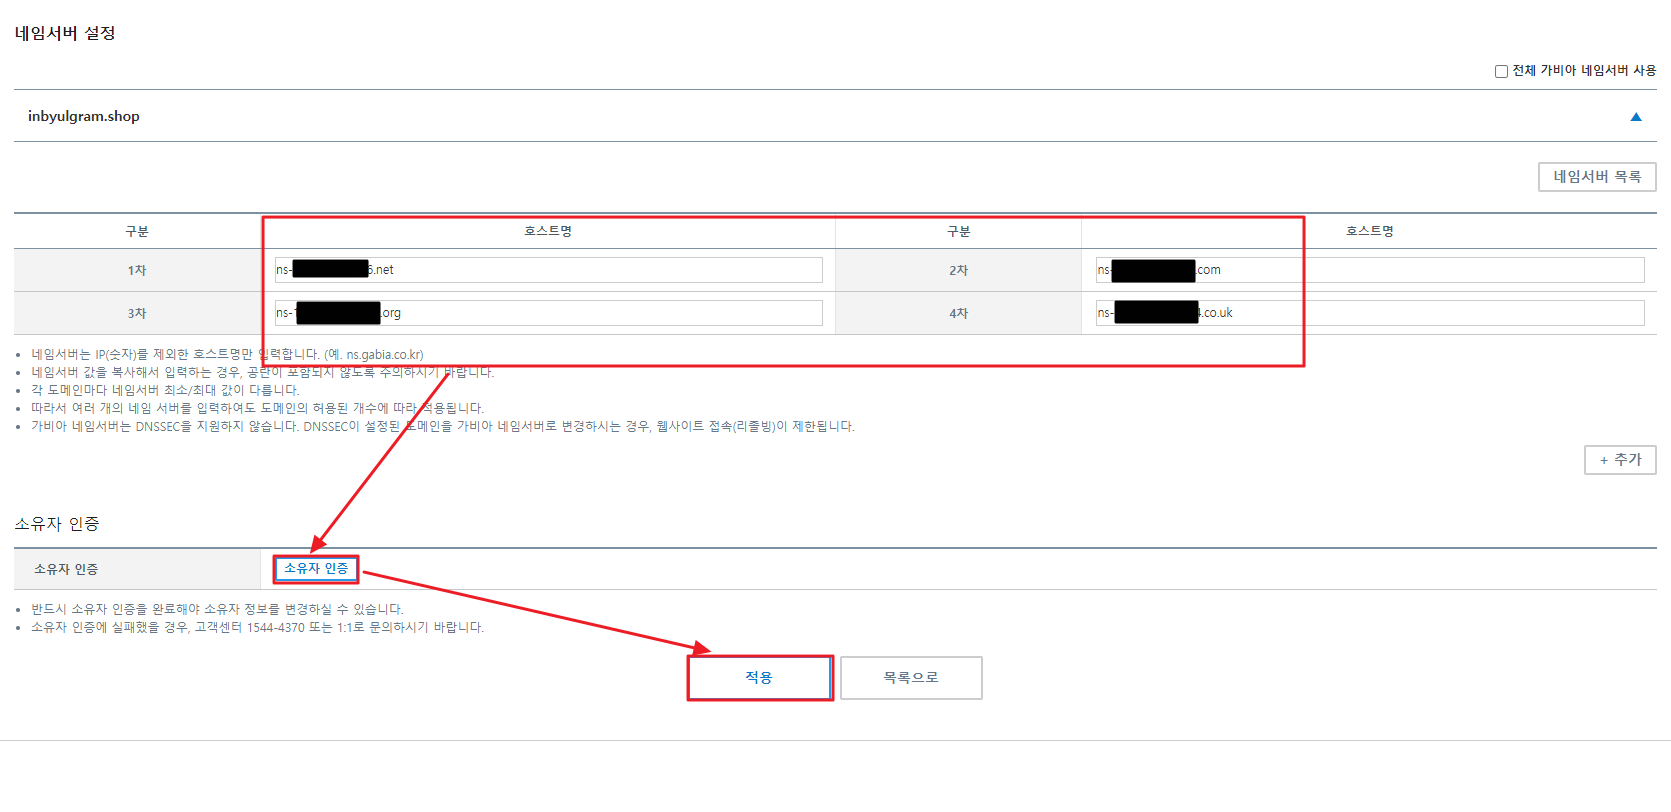 네임서버 설정
전체 가비아 네임서버 사용
inbyulgram.shop
네임서버 목록
구분 호스트명 구분 호스트명
1차 ns- 6.net 2차 ns- .com
3차 ns-1 .org 4차 ns- 4.co.uk
네임서버는 IP(숫자)를 제외한 호스트명만 입력합니다. (예. ns.gabia.co.kr)
네임서버 값을 복사해서 입력하는 경우, 공란이 포함되지 않도록 주의하시기 바랍니다.
각 도메인마다 네임서버 최소/최대 값이 다릅니다.
따라서 여러 개의 네임 서버를 입력하여도 도메인의 허용된 개수에 따라 적용됩니다.
가비아 네임서버는 DNSSEC을 지원하지 않습니다. DNSSEC이 설정된 도메인을 가비아 네임서버로 변경하시는 경우, 웹사이트 접속(리졸빙)이 제한됩니다.
+ 추가
소유자 인증
소유자 인증 소유자 인증
반드시 소유자 인증을 완료해야 소유자 정보를 변경하실 수 있습니다.
소유자 인증에 실패했을 경우, 고객센터 1544-4370 또는 1:1로 문의하시기 바랍니다.
적용 목록으로